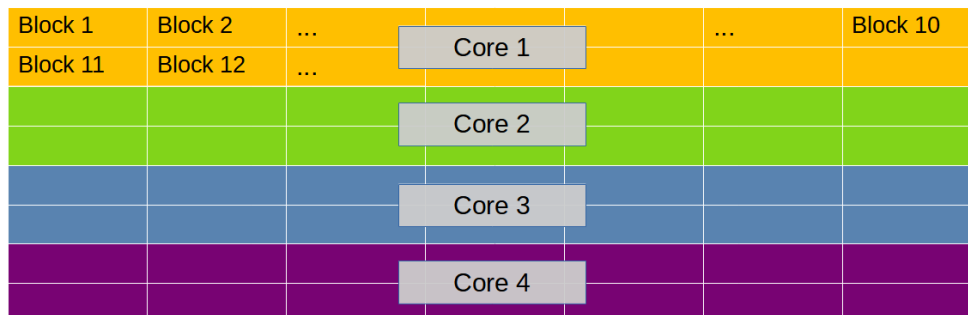 Block 1 Block 2 ... ... Block 10
Core 1
Block 11 Block 12 ...
Core 2
Core 3
Core 4